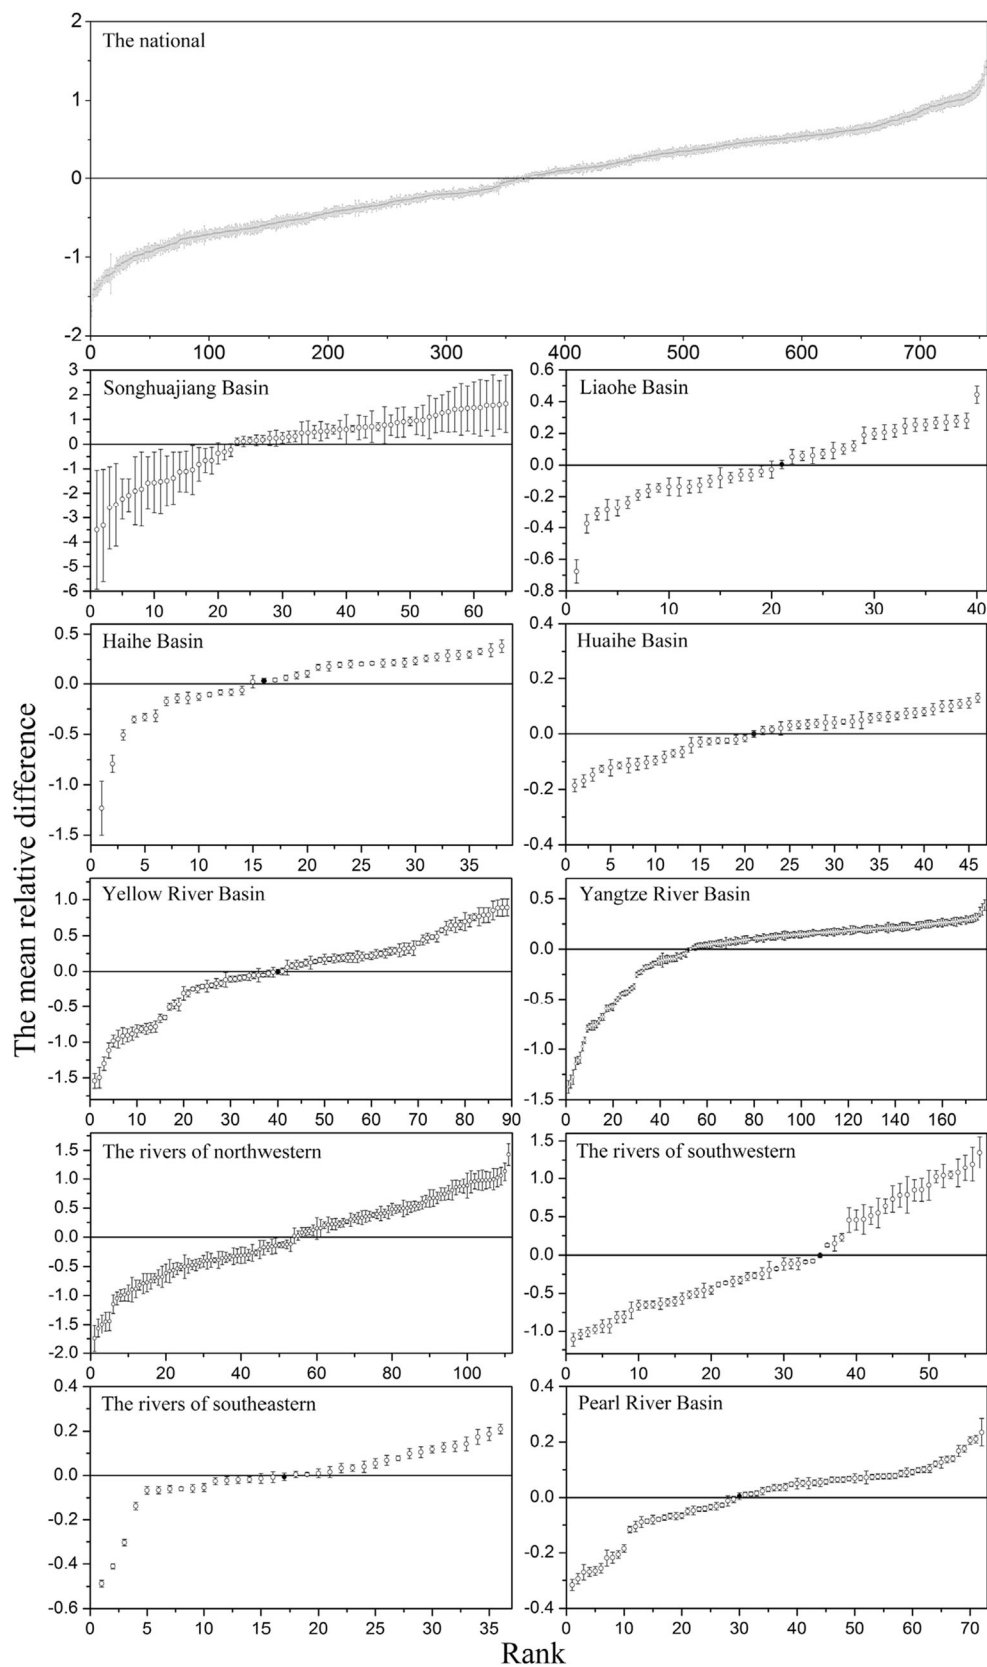 The mean relative difference
The national
2
1
0
-1
-2
0 100 200 300 400 500 600 700
Songhuajiang Basin
3
2
1
0
-1
-2
-3
-4
-5
-6
0 10 20 30 40 50 60
Liaohe Basin
0.6
0.4
0.2
0.0
-0.2
-0.4
-0.6
-0.8
0 10 20 30 40
Haihe Basin
0.5
0.0
-0.5
-1.0
-1.5
0 5 10 15 20 25 30 35
Huaihe Basin
0.4
0.2
0.0
-0.2
-0.4
0 5 10 15 20 25 30 35 40 45
Yellow River Basin
1.0
0.5
0.0
-0.5
-1.0
-1.5
0 10 20 30 40 50 60 70 80 90
Yangtze River Basin
0.5
0.0
-0.5
-1.0
-1.5
0 20 40 60 80 100 120 140 160
The rivers of northwestern
1.5
1.0
0.5
0.0
-0.5
-1.0
-1.5
-2.0
0 20 40 60 80 100
The rivers of southwestern
1.5
1.0
0.5
0.0
-0.5
-1.0
0 10 20 30 40 50
The rivers of southeastern
0.4
0.2
0.0
-0.2
-0.4
-0.6
0 5 10 15 20 25 30 35
Pearl River Basin
0.4
0.2
0.0
-0.2
-0.4
0 10 20 30 40 50 60 70
Rank